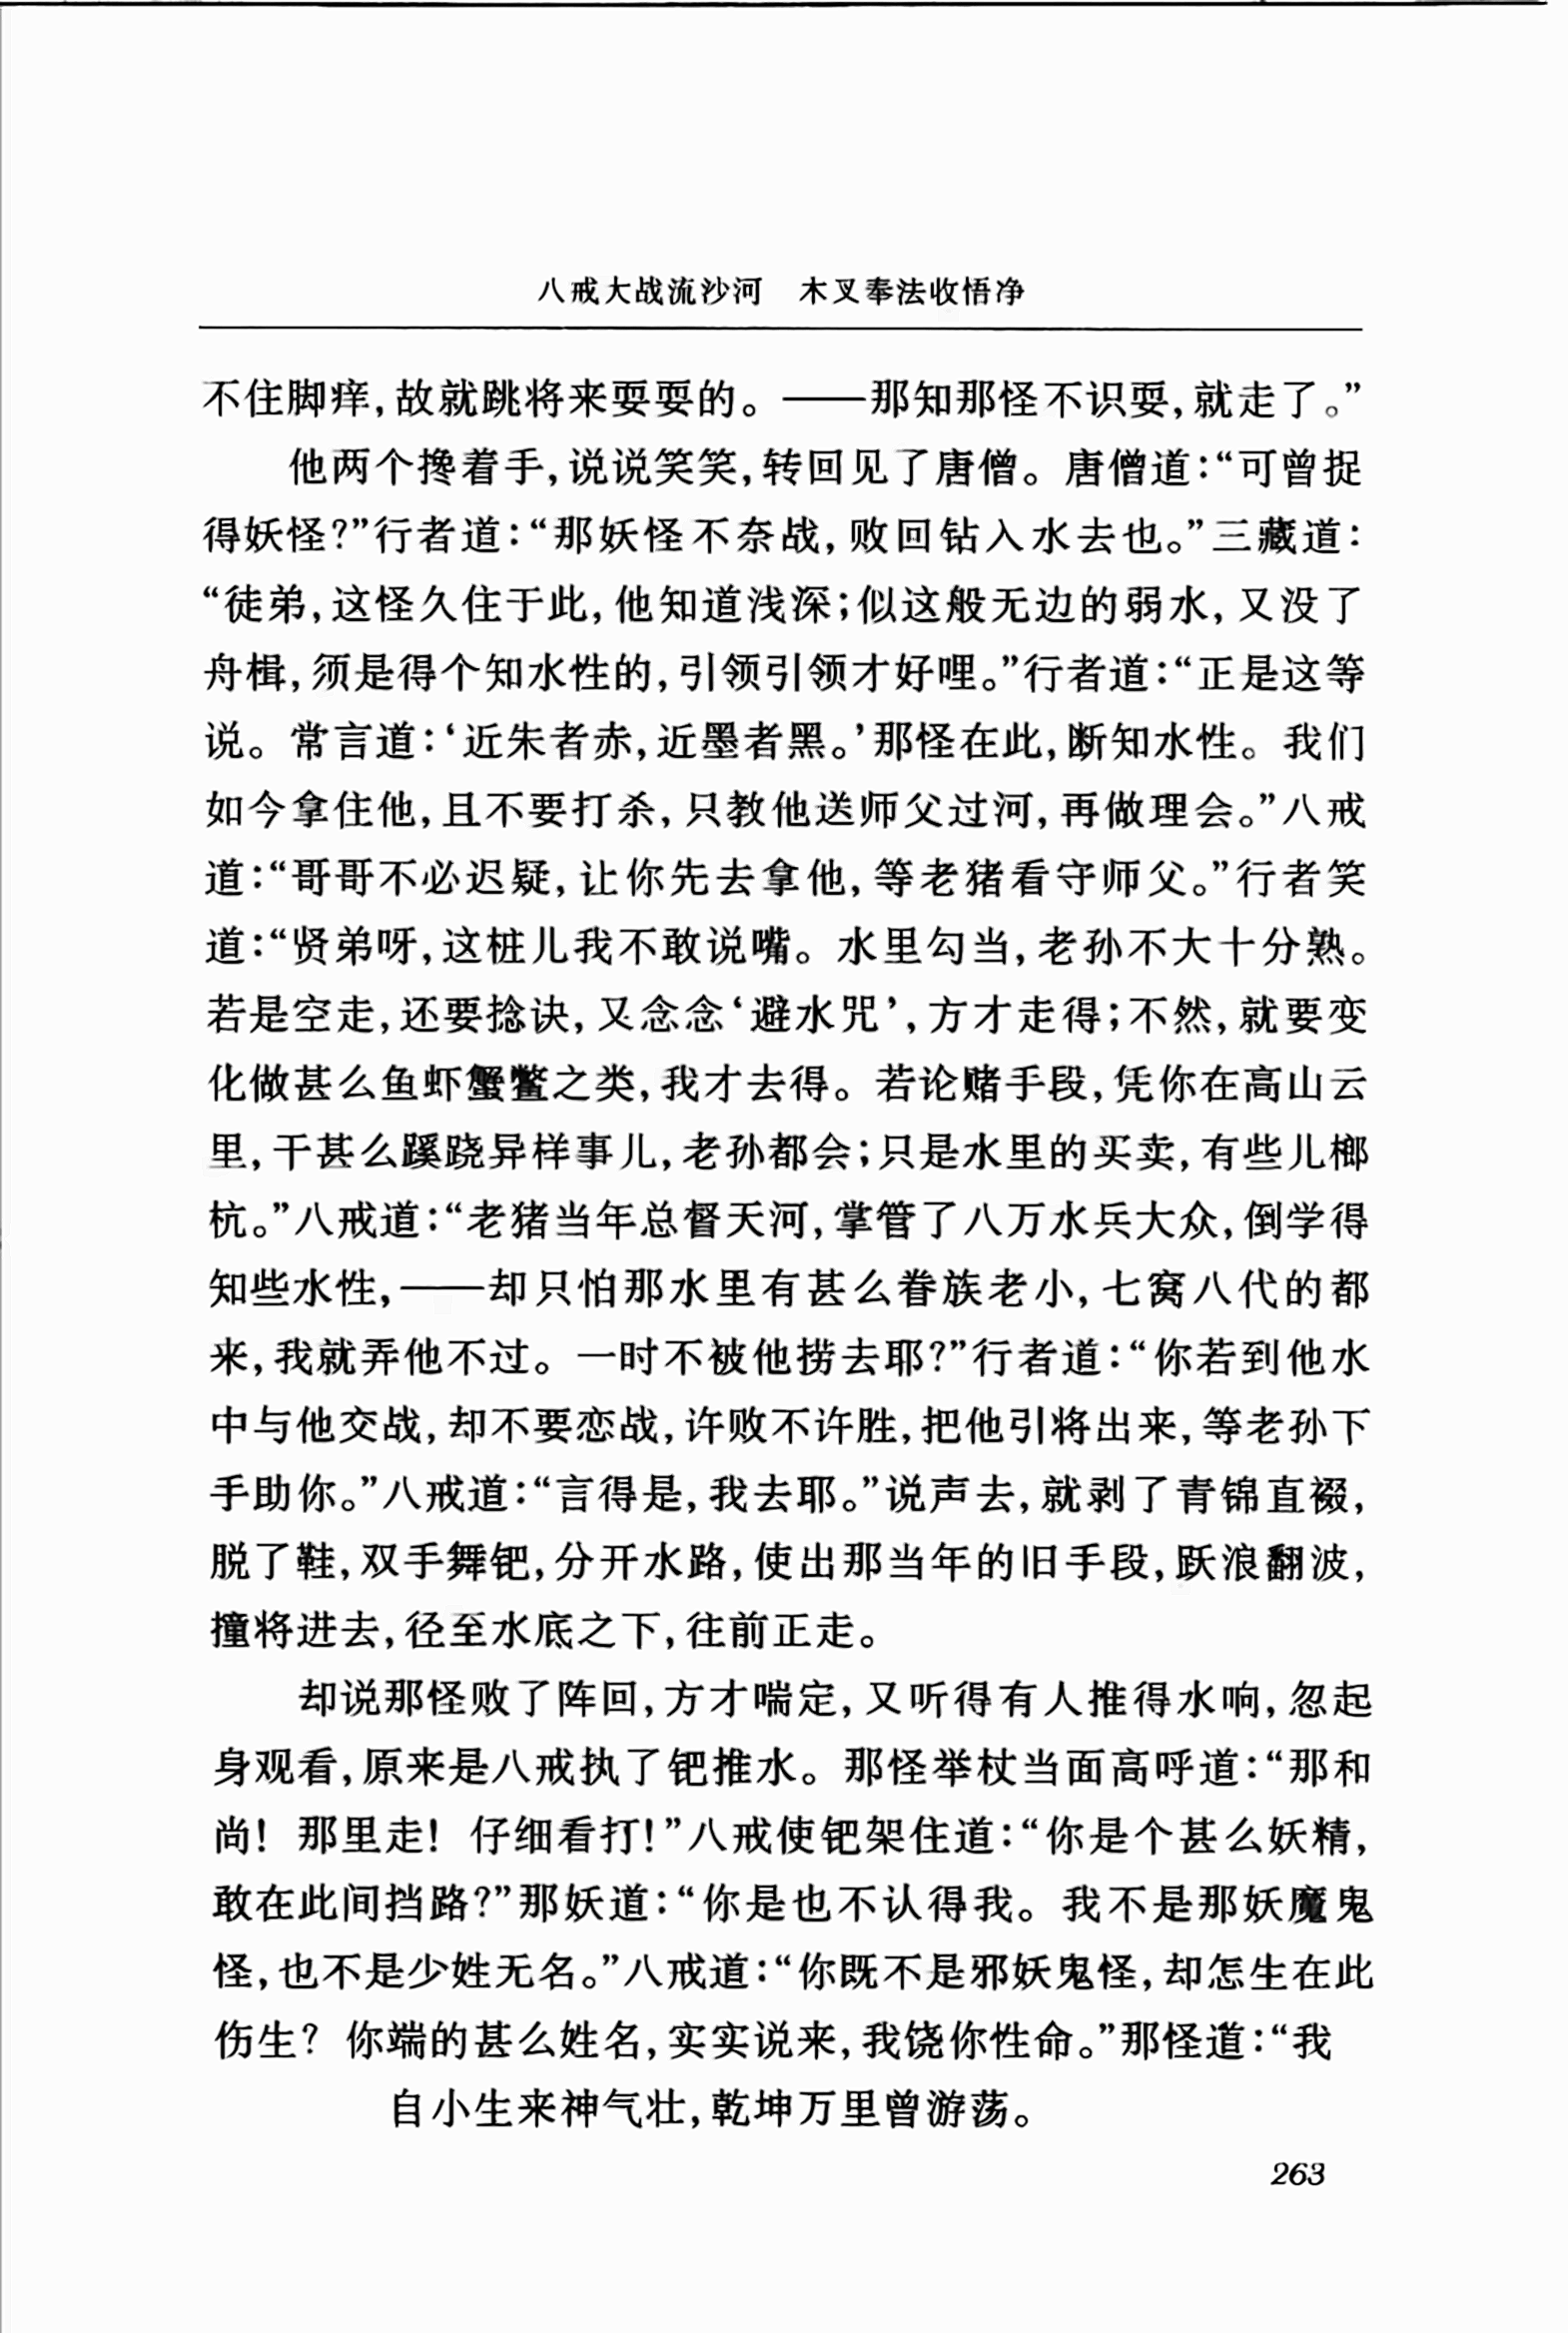 八戒大战流沙河　木叉奉法收悟净
不住脚痒,故就跳将来耍耍的。——那知那怪不识耍,就走了。”
他两个搀着手,说说笑笑,转回见了唐僧。唐僧道:“可曾捉
得妖怪?”行者道:“那妖怪不奈战,败回钻入水去也。”三藏道:
“徒弟,这怪久住于此,他知道浅深;似这般无边的弱水,又没了
舟楫,须是得个知水性的,引领引领才好哩。”行者道:“正是这等
说。常言道:‘近朱者赤,近墨者黑。’那怪在此,断知水性。我们
如今拿住他,且不要打杀,只教他送师父过河,再做理会。”八戒
道:“哥哥不必迟疑,让你先去拿他,等老猪看守师父。”行者笑
道:“贤弟呀,这桩儿我不敢说嘴。水里勾当,老孙不大十分熟。
若是空走,还要捻诀,又念念‘避水咒’,方才走得;不然,就要变
化做甚么鱼虾蟹鳖之类,我才去得。若论赌手段,凭你在高山云
里,干甚么蹊跷异样事儿,老孙都会;只是水里的买卖,有些儿榔
杭。”八戒道:“老猪当年总督天河,掌管了八万水兵大众,倒学得
知些水性,——却只怕那水里有甚么眷族老小,七窝八代的都
来,我就弄他不过。一时不被他捞去耶?”行者道:“你若到他水
中与他交战,却不要恋战,许败不许胜,把他引将出来,等老孙下
手助你。”八戒道:“言得是,我去耶。”说声去,就剥了青锦直裰,
脱了鞋,双手舞钯,分开水路,使出那当年的旧手段,跃浪翻波,
撞将进去,径至水底之下,往前正走。
却说那怪败了阵回,方才喘定,又听得有人推得水响,忽起
身观看,原来是八戒执了钯推水。那怪举杖当面高呼道:“那和
尚! 那里走! 仔细看打!”八戒使钯架住道:“你是个甚么妖精,
敢在此间挡路?”那妖道:“你是也不认得我。我不是那妖魔鬼
怪,也不是少姓无名。”八戒道:“你既不是邪妖鬼怪,却怎生在此
伤生? 你端的甚么姓名,实实说来,我饶你性命。”那怪道:“我
自小生来神气壮,乾坤万里曾游荡。
263